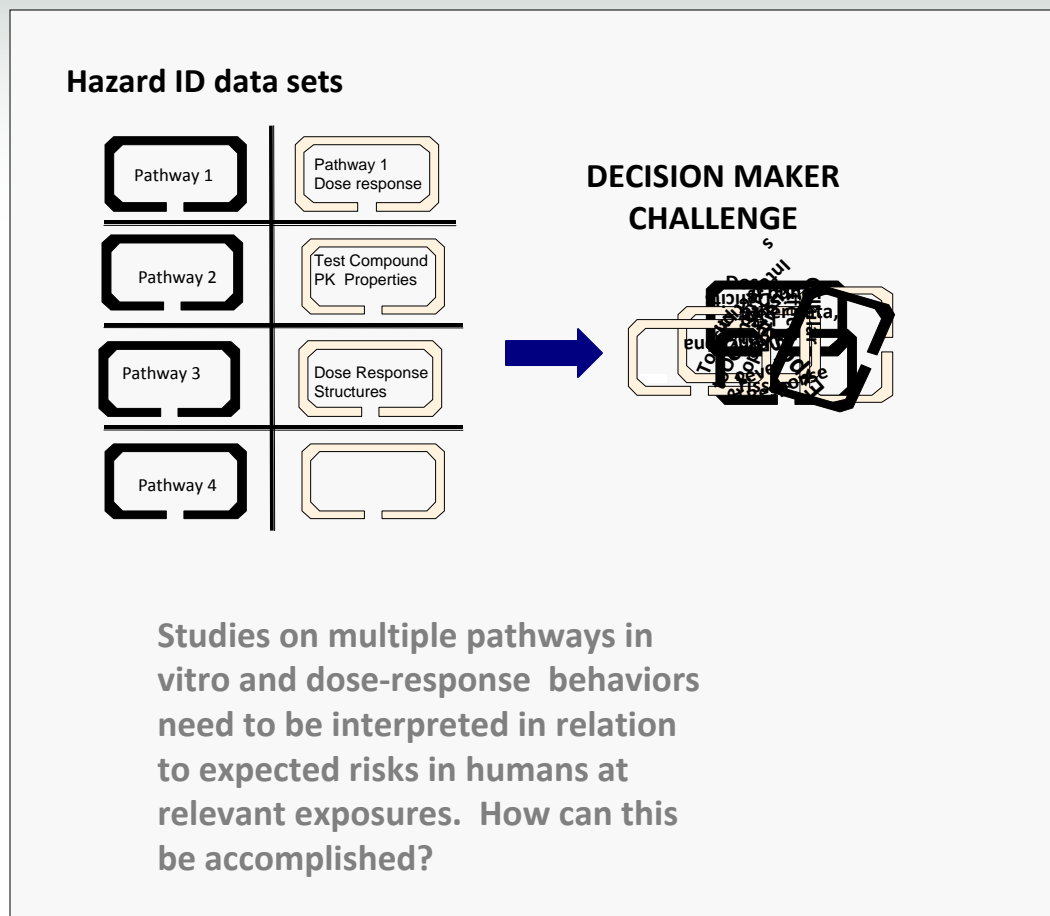 Hazard ID data sets
Pathway 1
Pathway 1
Dose response
Pathway 2
Test Compound
PK Properties
Pathway 3
Dose Response
Structures
Pathway 4
DECISION MAKER
CHALLENGE
Studies on multiple pathways in
vitro and dose-response behaviors
need to be interpreted in relation
to expected risks in humans at
relevant exposures. How can this
be accomplished?